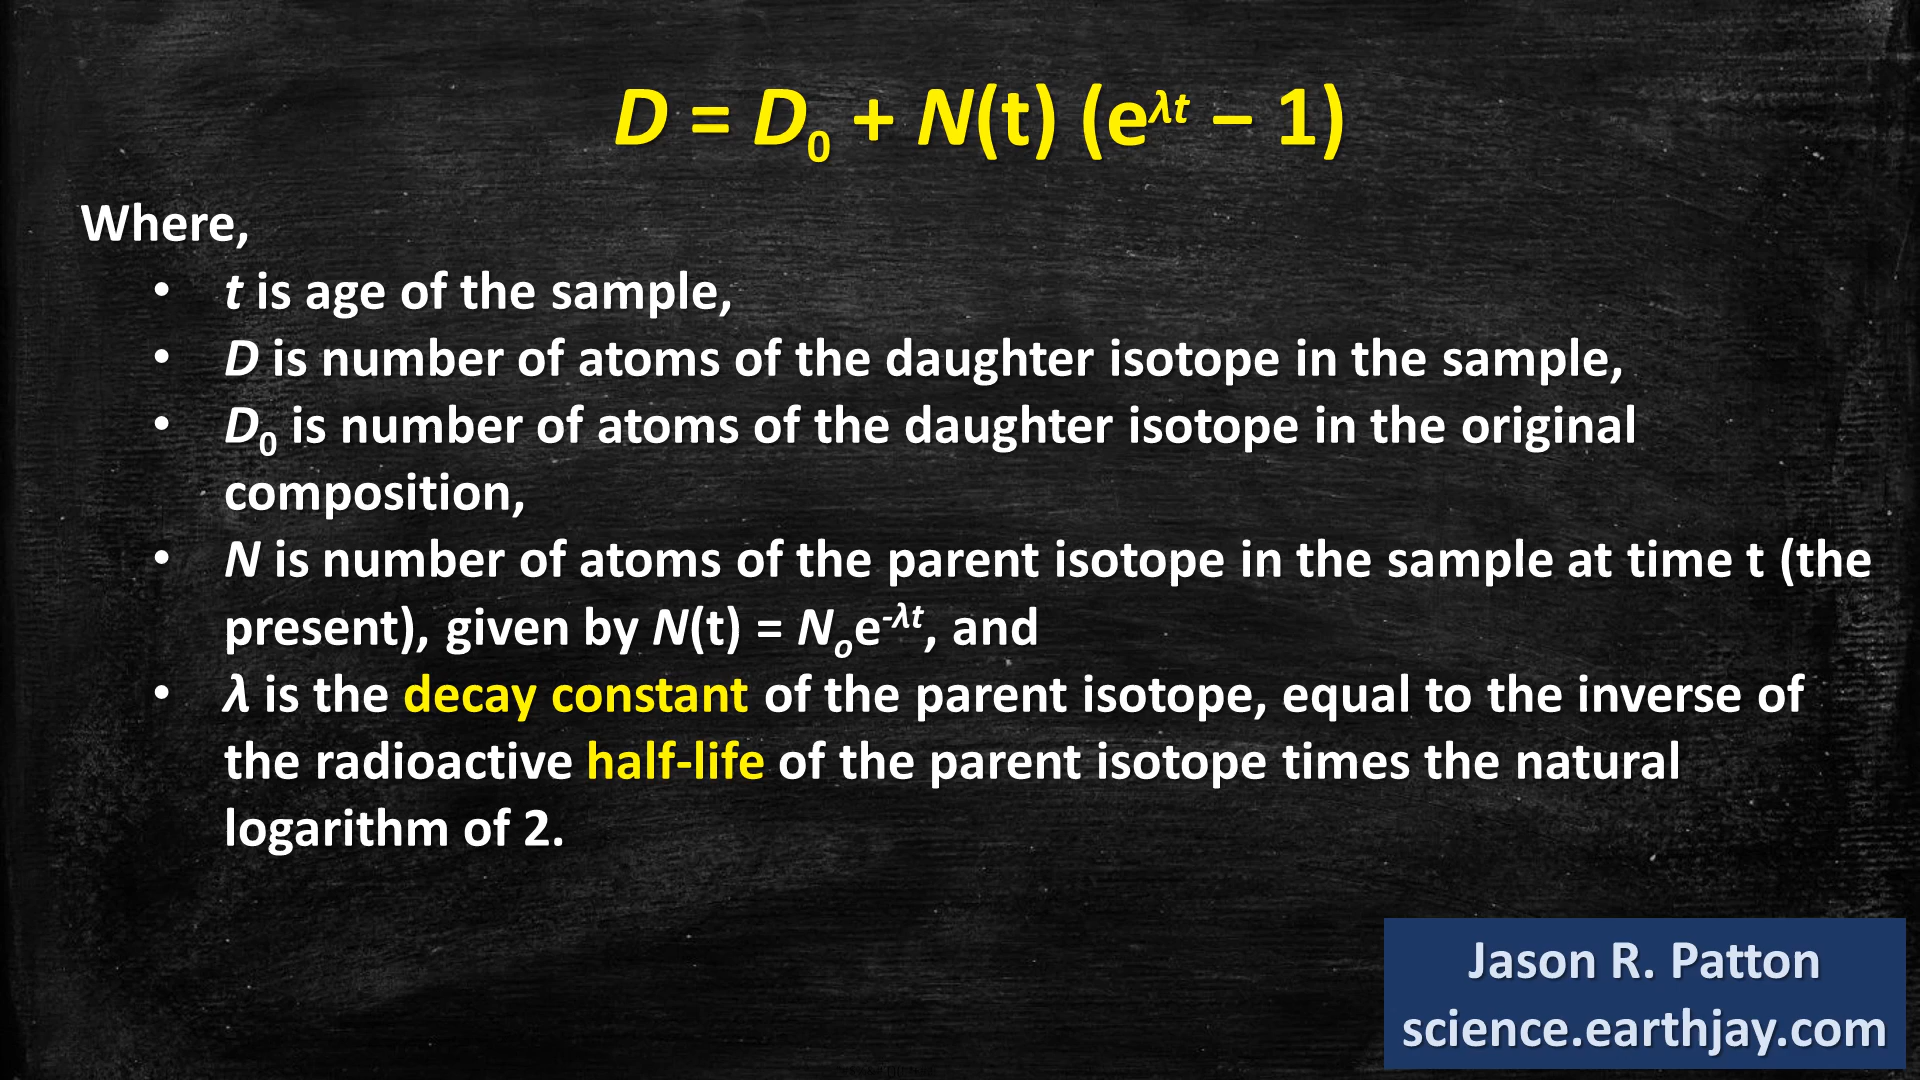 D = D₀ + N(t) (e^λt − 1)
Where,
• t is age of the sample,
• D is number of atoms of the daughter isotope in the sample,
• D₀ is number of atoms of the daughter isotope in the original
composition,
• N is number of atoms of the parent isotope in the sample at time t (the
present), given by N(t) = Nₒe^-λt, and
• λ is the decay constant of the parent isotope, equal to the inverse of
the radioactive half-life of the parent isotope times the natural
logarithm of 2.
Jason R. Patton
science.earthjay.com